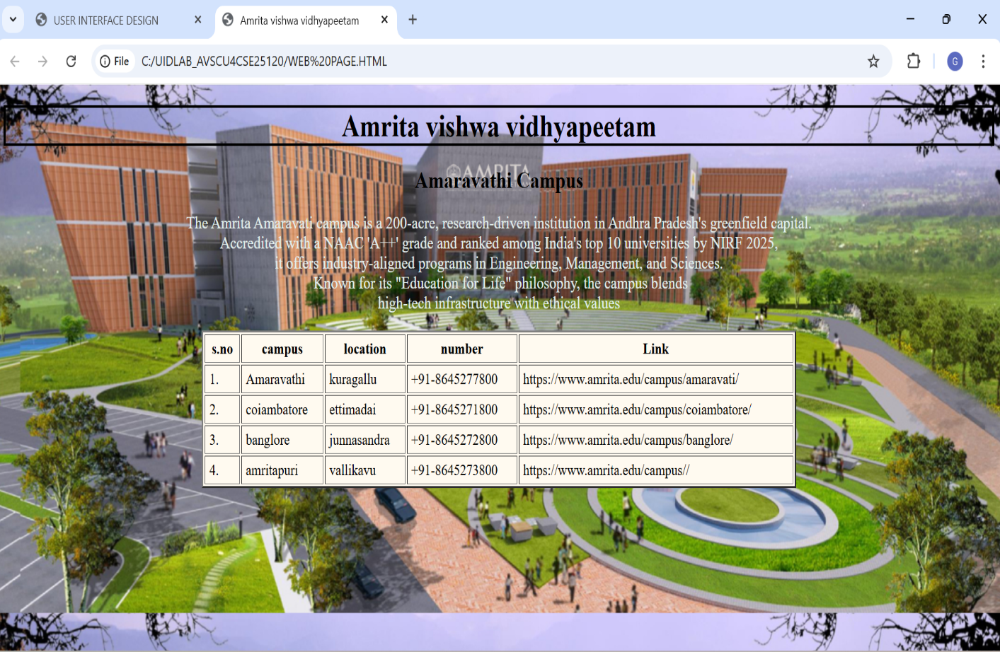 USER INTERFACE DESIGN
Amrita vishwa vidhyapeetam
File C:/UIDLAB_AVSCU4CSE25120/WEB%20PAGE.HTML
G
Amrita vishwa vidhyapeetam
AMRITA
Amaravathi Campus
The Amrita Amaravati campus is a 200-acre, research-driven institution in Andhra Pradesh's greenfield capital.
Accredited with a NAAC 'A++' grade and ranked among India's top 10 universities by NIRF 2025,
it offers industry-aligned programs in Engineering, Management, and Sciences.
Known for its "Education for Life" philosophy, the campus blends
high-tech infrastructure with ethical values
s.no campus location number Link
1. Amaravathi kuragallu +91-8645277800 https://www.amrita.edu/campus/amaravati/
2. coiambatore ettimadai +91-8645271800 https://www.amrita.edu/campus/coiambatore/
3. banglore junnasandra +91-8645272800 https://www.amrita.edu/campus/banglore/
4. amritapuri vallikavu +91-8645273800 https://www.amrita.edu/campus//